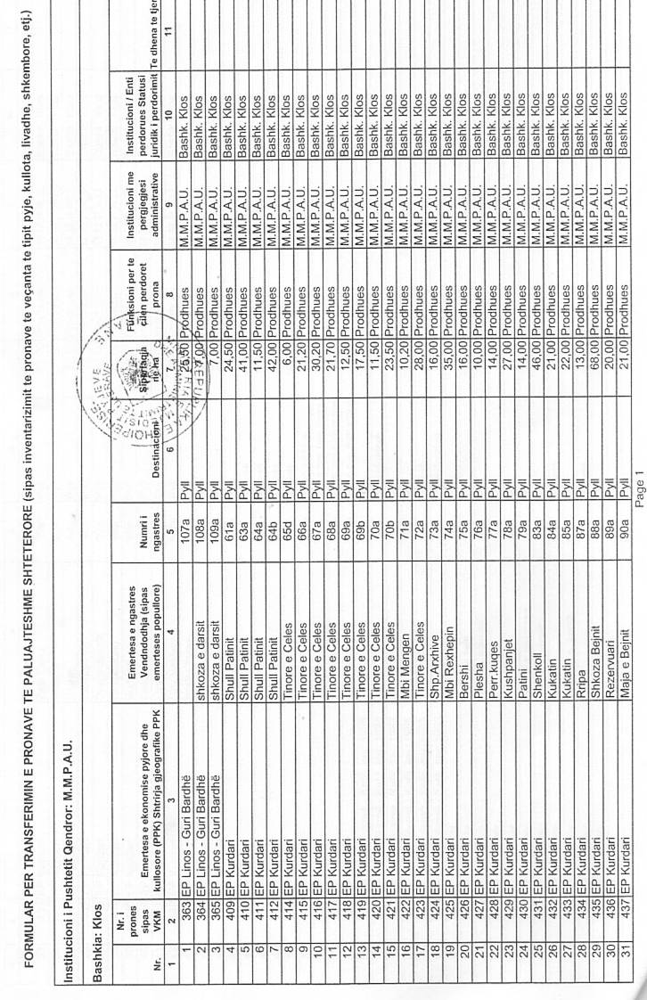 FORMULAR PER TRANSFERIMIN E PRONAVE TE PALUAJTESHME SHTETERORE (sipas inventarizimit te pronave te veçanta te tipit pyje, kullota, livadhe, shkembore, etj.)
Institucioni i Pushtetit Qendror: M.M.P.A.U.
Bashkia: Klos
Nr. | Nr. i prones sipas VKM | Emertesa e ekonomise pyjore dhe kullosore (PPK) Shtrirja gjeografike PPK | Emertesa e ngastres Vendndodhja (sipas emerteses popullore) | Numri i ngastres | Destinacioni | Siperfaqja ne ha | Funksioni per te cilen perdoret prona | Institucioni me pergjegjesi administrative | Institucioni / Enti perdorues Statusi juridik i perdorimit | Te dhena te tjer
1 | 2 | 3 | 4 | 5 | 6 | 7 | 8 | 9 | 10 | 11
1 | 363 | EP Linos - Guri Bardhë | | 107a | Pyll | 25,50 | Prodhues | M.M.P.A.U. | Bashk. Klos
2 | 364 | EP Linos - Guri Bardhë | shkoza e darsit | 108a | Pyll | | Prodhues | M.M.P.A.U. | Bashk. Klos
3 | 365 | EP Linos - Guri Bardhë | shkoza e darsit | 109a | Pyll | 7,00 | Prodhues | M.M.P.A.U. | Bashk. Klos
4 | 409 | EP Kurdari | Shull Patinit | 61a | Pyll | 24,50 | Prodhues | M.M.P.A.U. | Bashk. Klos
5 | 410 | EP Kurdari | Shull Patinit | 63a | Pyll | 41,00 | Prodhues | M.M.P.A.U. | Bashk. Klos
6 | 411 | EP Kurdari | Shull Patinit | 64a | Pyll | 11,50 | Prodhues | M.M.P.A.U. | Bashk. Klos
7 | 412 | EP Kurdari | Shull Patinit | 64b | Pyll | 42,00 | Prodhues | M.M.P.A.U. | Bashk. Klos
8 | 414 | EP Kurdari | Tinore e Celes | 65d | Pyll | 6,00 | Prodhues | M.M.P.A.U. | Bashk. Klos
9 | 415 | EP Kurdari | Tinore e Celes | 66a | Pyll | 21,20 | Prodhues | M.M.P.A.U. | Bashk. Klos
10 | 416 | EP Kurdari | Tinore e Celes | 67a | Pyll | 30,20 | Prodhues | M.M.P.A.U. | Bashk. Klos
11 | 417 | EP Kurdari | Tinore e Celes | 68a | Pyll | 21,70 | Prodhues | M.M.P.A.U. | Bashk. Klos
12 | 418 | EP Kurdari | Tinore e Celes | 69a | Pyll | 12,50 | Prodhues | M.M.P.A.U. | Bashk. Klos
13 | 419 | EP Kurdari | Tinore e Celes | 69b | Pyll | 17,50 | Prodhues | M.M.P.A.U. | Bashk. Klos
14 | 420 | EP Kurdari | Tinore e Celes | 70a | Pyll | 11,50 | Prodhues | M.M.P.A.U. | Bashk. Klos
15 | 421 | EP Kurdari | Tinore e Celes | 70b | Pyll | 23,50 | Prodhues | M.M.P.A.U. | Bashk. Klos
16 | 422 | EP Kurdari | Mbi Mengen | 71a | Pyll | 10,20 | Prodhues | M.M.P.A.U. | Bashk. Klos
17 | 423 | EP Kurdari | Tinore e Celes | 72a | Pyll | 28,00 | Prodhues | M.M.P.A.U. | Bashk. Klos
18 | 424 | EP Kurdari | Shp.Arxhive | 73a | Pyll | 16,00 | Prodhues | M.M.P.A.U. | Bashk. Klos
19 | 425 | EP Kurdari | Mbi Rexhepin | 74a | Pyll | 35,00 | Prodhues | M.M.P.A.U. | Bashk. Klos
20 | 426 | EP Kurdari | Bershi | 75a | Pyll | 16,00 | Prodhues | M.M.P.A.U. | Bashk. Klos
21 | 427 | EP Kurdari | Plesha | 76a | Pyll | 10,00 | Prodhues | M.M.P.A.U. | Bashk. Klos
22 | 428 | EP Kurdari | Perr.kuges | 77a | Pyll | 14,00 | Prodhues | M.M.P.A.U. | Bashk. Klos
23 | 429 | EP Kurdari | Kushpanjet | 78a | Pyll | 27,00 | Prodhues | M.M.P.A.U. | Bashk. Klos
24 | 430 | EP Kurdari | Patini | 79a | Pyll | 14,00 | Prodhues | M.M.P.A.U. | Bashk. Klos
25 | 431 | EP Kurdari | Shenkoll | 83a | Pyll | 46,00 | Prodhues | M.M.P.A.U. | Bashk. Klos
26 | 432 | EP Kurdari | Kukatin | 84a | Pyll | 21,00 | Prodhues | M.M.P.A.U. | Bashk. Klos
27 | 433 | EP Kurdari | Kukatin | 85a | Pyll | 22,00 | Prodhues | M.M.P.A.U. | Bashk. Klos
28 | 434 | EP Kurdari | Rripa | 87a | Pyll | 13,00 | Prodhues | M.M.P.A.U. | Bashk. Klos
29 | 435 | EP Kurdari | Shkoza Bejnit | 88a | Pyll | 68,00 | Prodhues | M.M.P.A.U. | Bashk. Klos
30 | 436 | EP Kurdari | Rezervuari | 89a | Pyll | 20,00 | Prodhues | M.M.P.A.U. | Bashk. Klos
31 | 437 | EP Kurdari | Maja e Bejnit | 90a | Pyll | 21,00 | Prodhues | M.M.P.A.U. | Bashk. Klos
Page 1